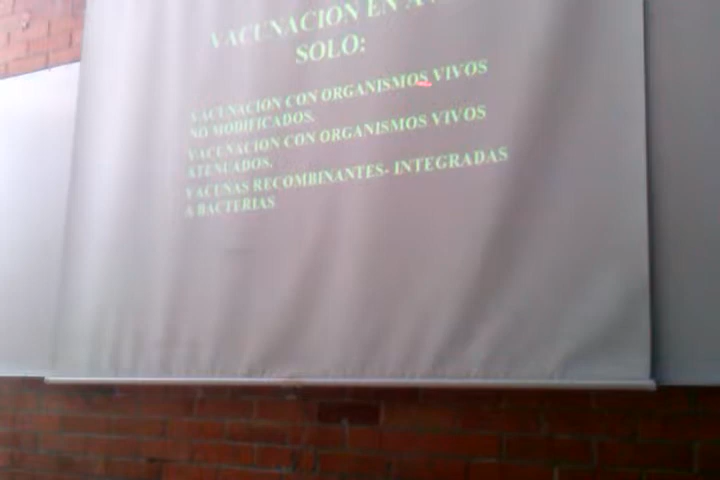 VACUNACION EN
SOLO:
VACUNACION CON ORGANISMOS VIVOS
NO MODIFICADOS.
VACUNACION CON ORGANISMOS VIVOS
ATENUADOS.
VACUNAS RECOMBINANTES- INTEGRADAS
A BACTERIAS